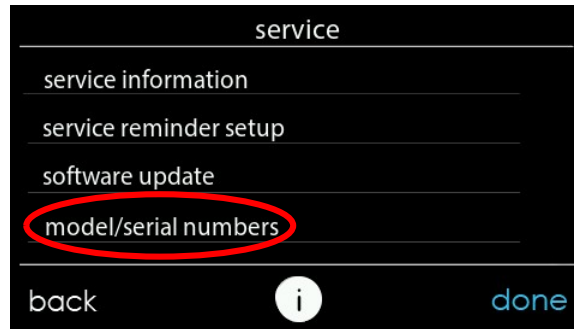 service
service information
service reminder setup
software update
model/serial numbers
back i done